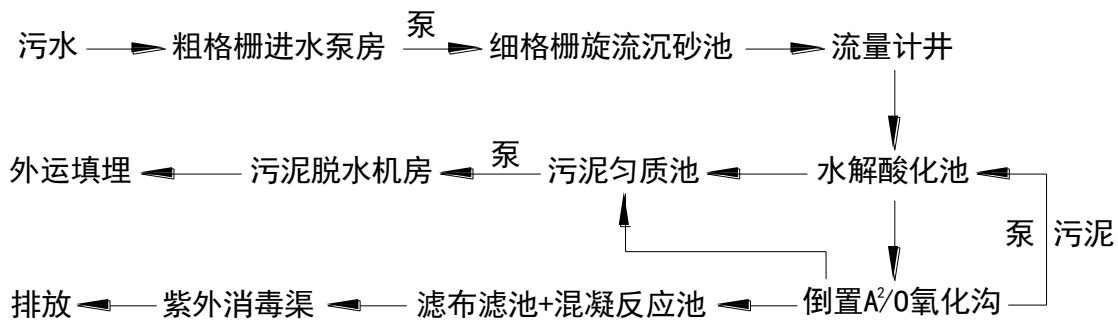 泵
污水 粗格栅进水泵房 细格栅旋流沉砂池 流量计井
泵
外运填埋 污泥脱水机房 污泥匀质池 水解酸化池
泵 污泥
排放 紫外消毒渠 滤布滤池+混凝反应池 倒置A²/O氧化沟